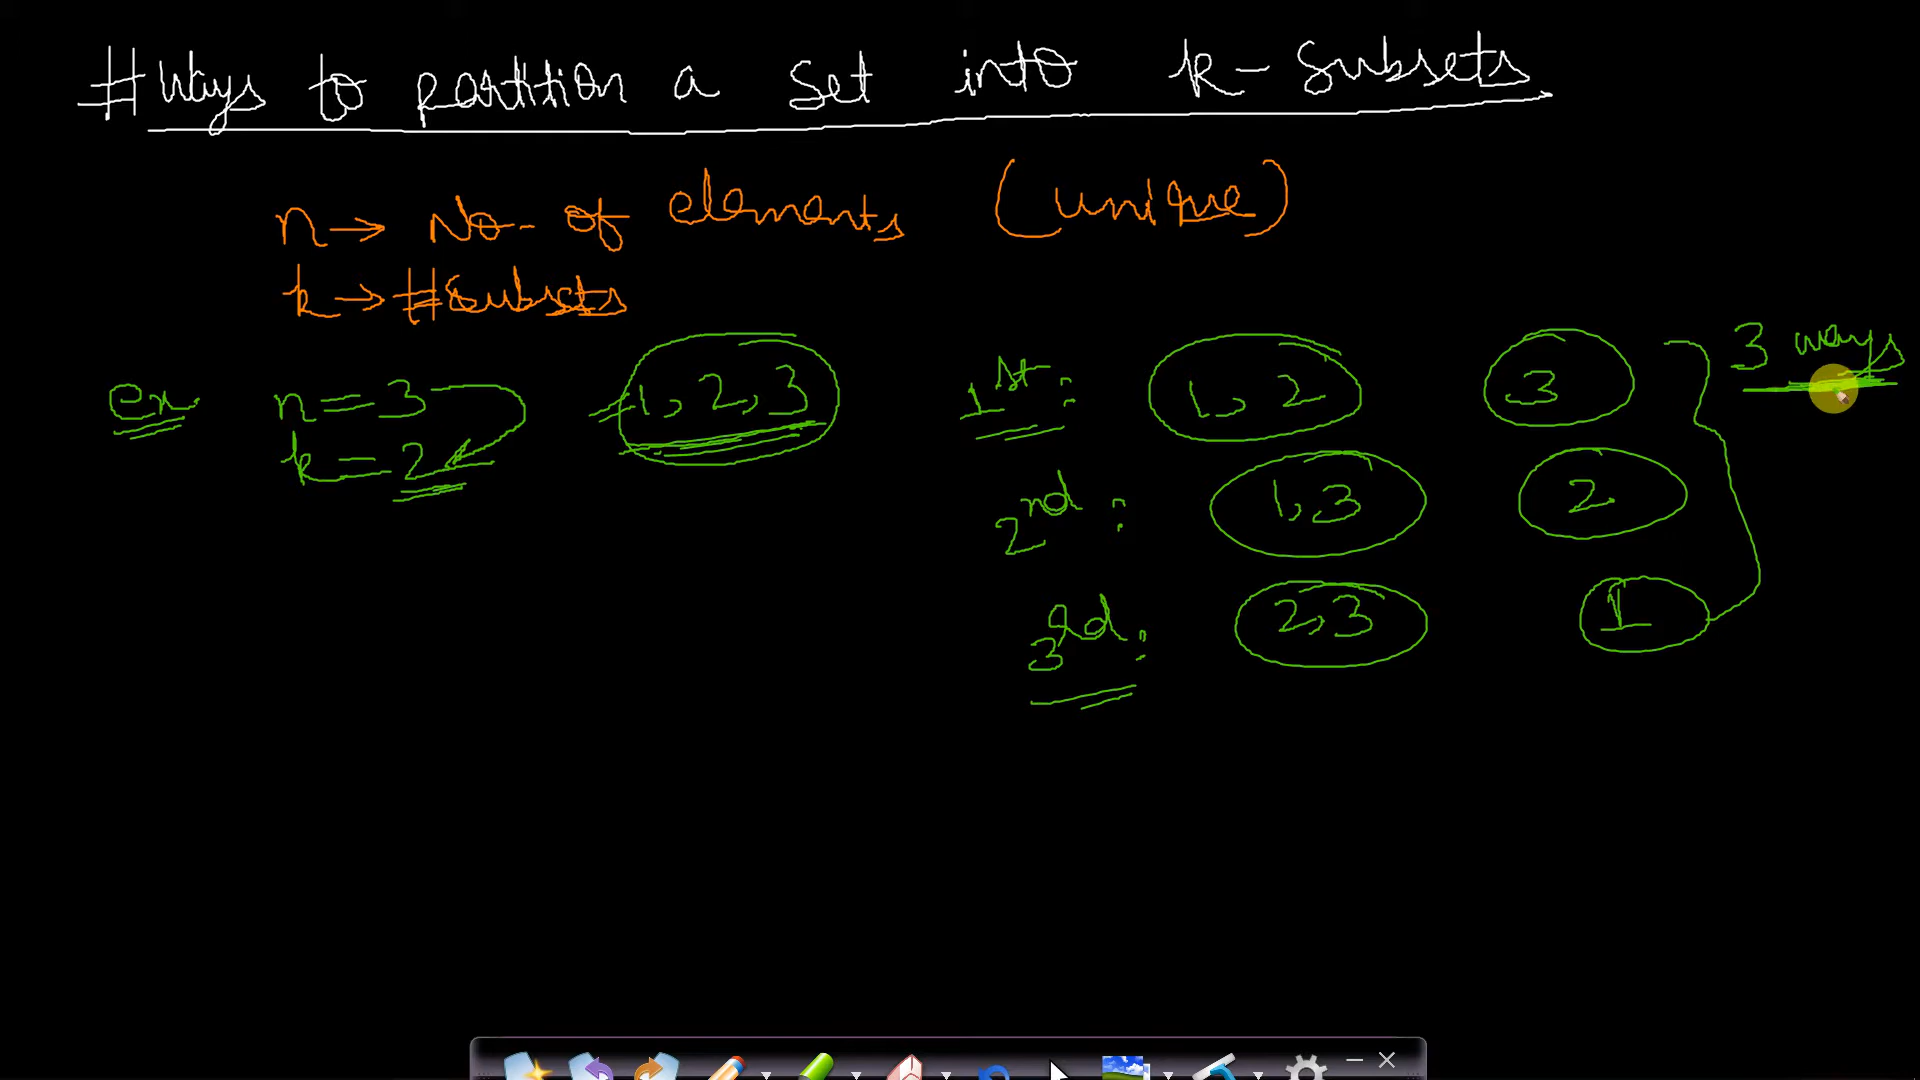 #Ways to partition a set into k-subsets
n→ No. of elements (unique)
k→ #subsets
3 ways
ex n=3 1, 2, 3 1st: 1, 2 3
k=2
2nd: 1, 3 2
3rd: 2, 3 1